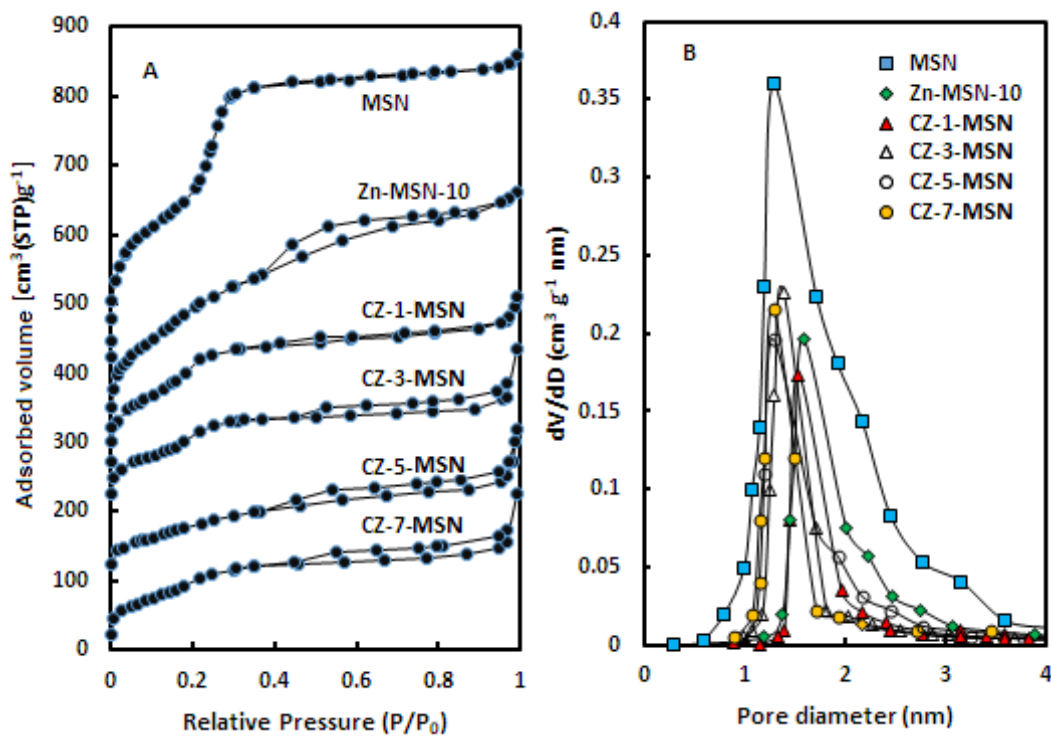 A
900
800
700
600
500
400
300
200
100
0
Adsorbed volume [cm³(STP)g⁻¹
MSN
Zn-MSN-10
CZ-1-MSN
CZ-3-MSN
CZ-5-MSN
CZ-7-MSN
0 0.2 0.4 0.6 0.8 1
Relative Pressure (P/P₀)
B
0.4
0.35
0.3
0.25
0.2
0.15
0.1
0.05
0
dV/dD (cm³ g⁻¹ nm)
MSN
Zn-MSN-10
CZ-1-MSN
CZ-3-MSN
CZ-5-MSN
CZ-7-MSN
0 1 2 3 4
Pore diameter (nm)